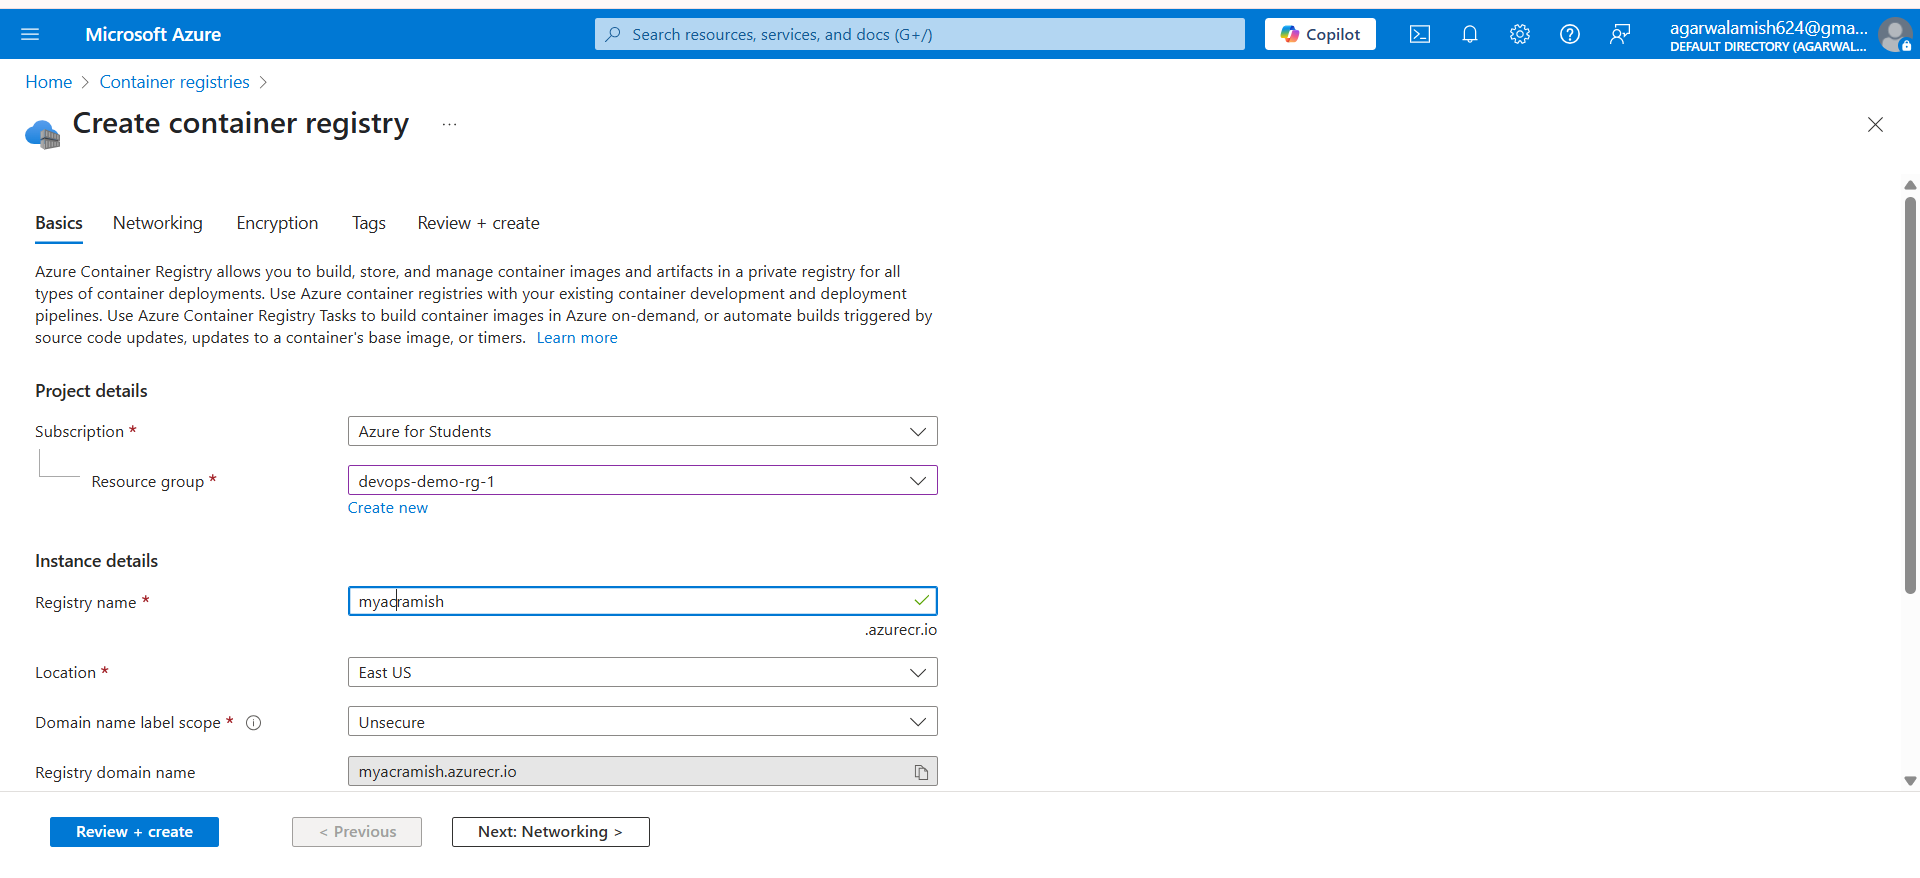 Microsoft Azure
Search resources, services, and docs (G+/)
Copilot
agarwalamish624@gma...
DEFAULT DIRECTORY (AGARWAL...
Home > Container registries >
Create container registry ...
Basics Networking Encryption Tags Review + create
Azure Container Registry allows you to build, store, and manage container images and artifacts in a private registry for all
types of container deployments. Use Azure container registries with your existing container development and deployment
pipelines. Use Azure Container Registry Tasks to build container images in Azure on-demand, or automate builds triggered by
source code updates, updates to a container's base image, or timers. Learn more
Project details
Subscription * Azure for Students
Resource group * devops-demo-rg-1
Create new
Instance details
Registry name * myacramish
.azurecr.io
Location * East US
Domain name label scope * Unsecure
Registry domain name myacramish.azurecr.io
Review + create < Previous Next: Networking >